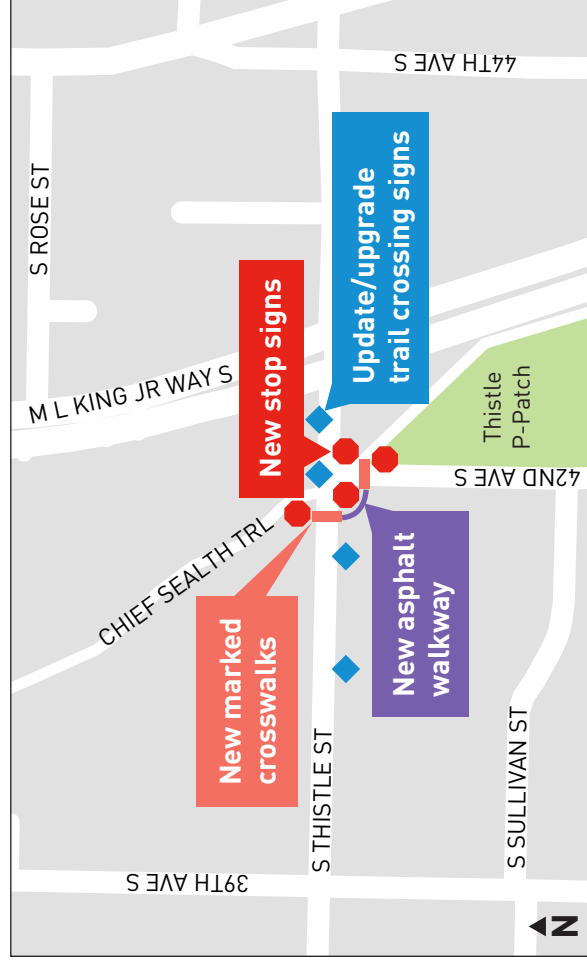 S ROSE ST
44TH AVE S
M L KING JR WAY S
Update/upgrade
trail crossing signs
New stop signs
CHIEF SEALTH TRL
Thistle
P-Patch
42ND AVE S
New marked
crosswalks
New asphalt
walkway
S THISTLE ST
S SULLIVAN ST
39TH AVE S
N